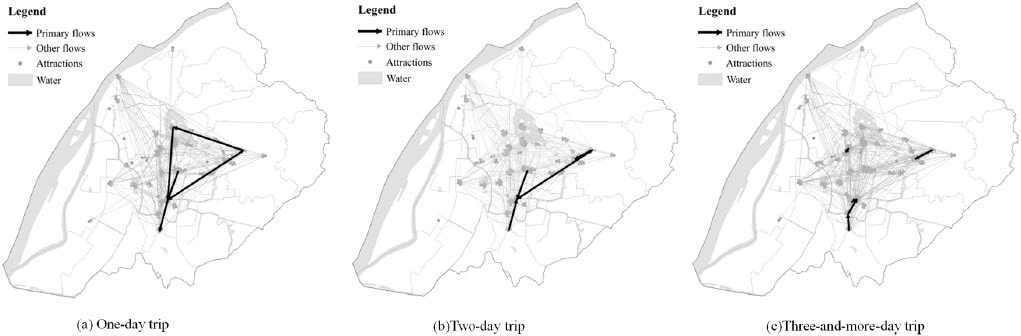 Legend
Primary flows
Other flows
Attractions
Water
(a) One-day trip
Legend
Primary flows
Other flows
Attractions
Water
(b)Two-day trip
Legend
Primary flows
Other flows
Attractions
Water
(c)Three-and-more-day trip